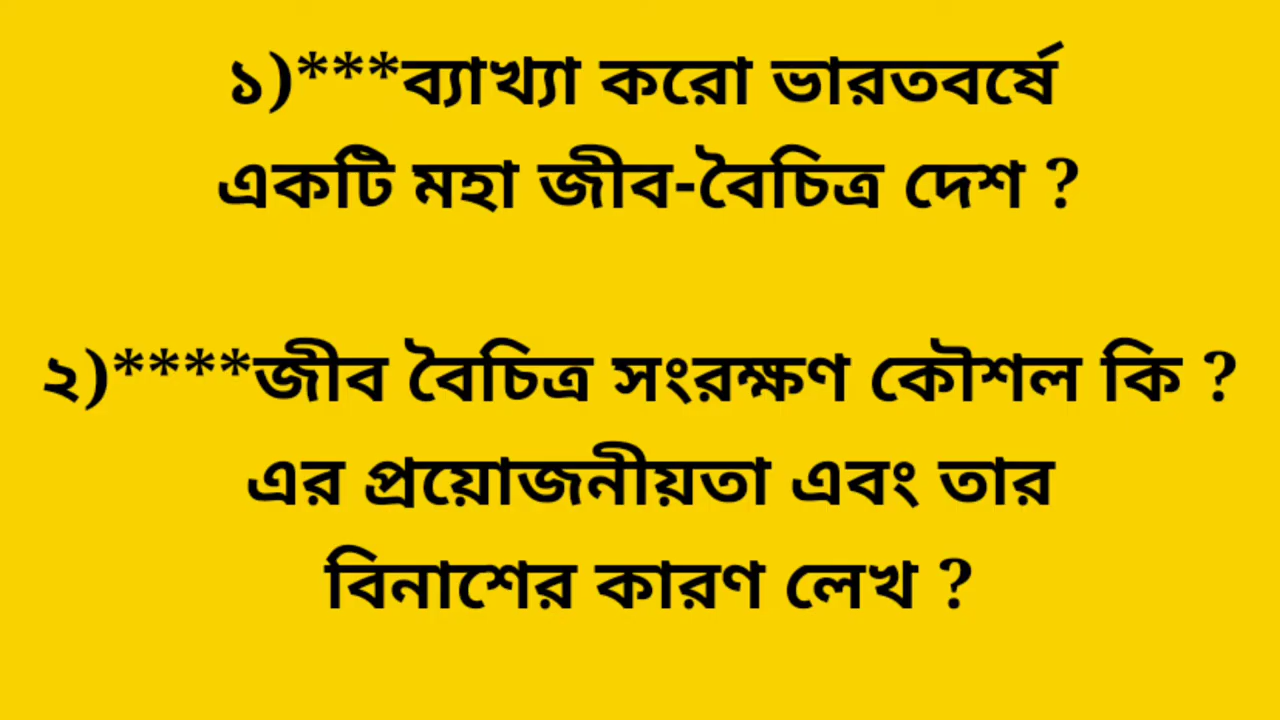 ১)***ব্যাখ্যা করো ভারতবর্ষে
একটি মহা জীব-বৈচিত্র দেশ ?
২)****জীব বৈচিত্র সংরক্ষণ কৌশল কি ?
এর প্রয়োজনীয়তা এবং তার
বিনাশের কারণ লেখ ?